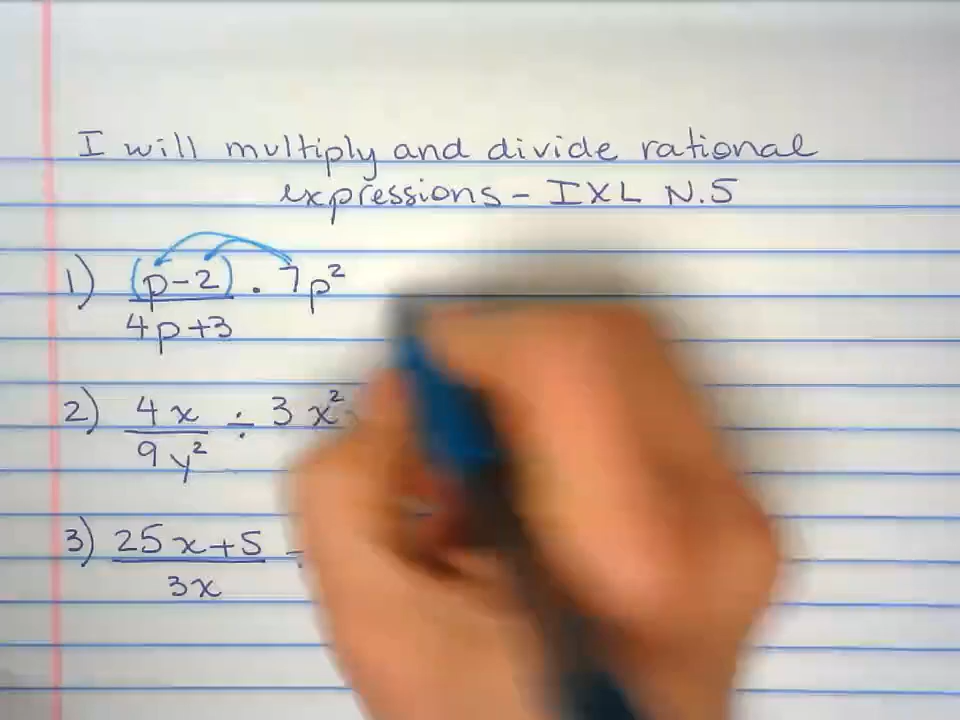 I will multiply and divide rational
expressions - IXL N.5
1) (p-2) . 7p²
4p+3
2) 4x ÷ 3x²
9y²
3) 25x+5
3x